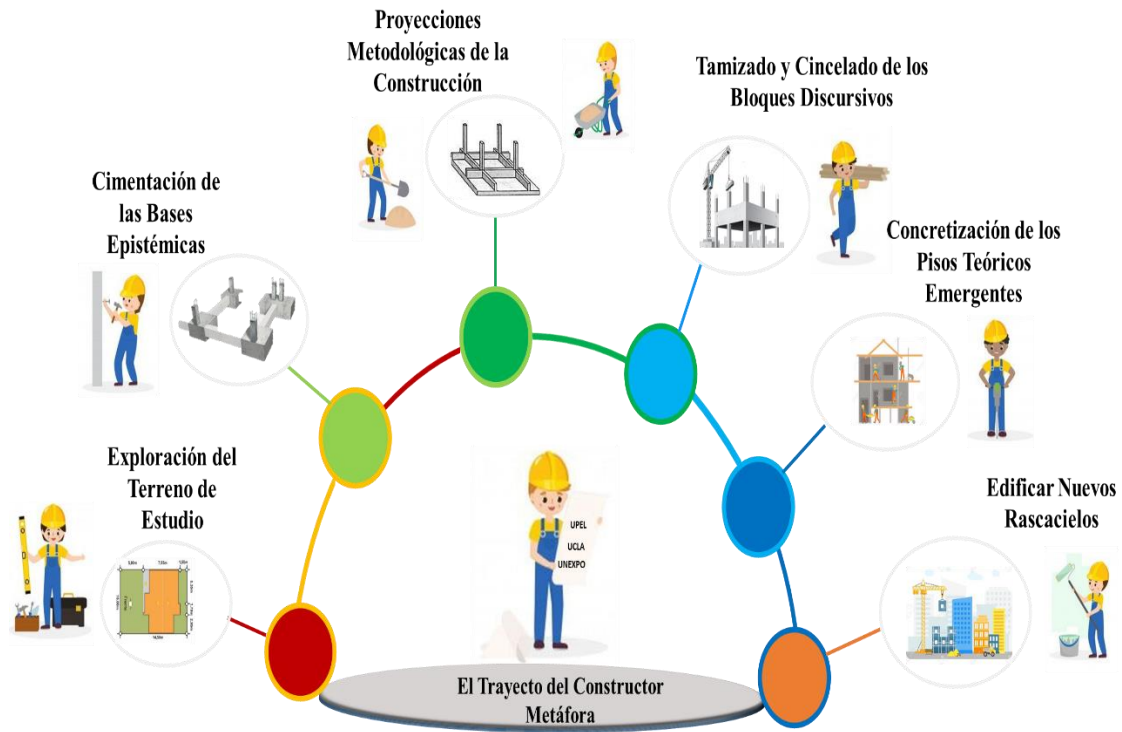 Exploración del
Terreno de
Estudio
Cimentación de
las Bases
Epistémicas
Proyecciones
Metodológicas de la
Construcción
Tamizado y Cincelado de los
Bloques Discursivos
Concretización de los
Pisos Teóricos
Emergentes
Edificar Nuevos
Rascacielos
UPEL
UCLA
UNEXPO
El Trayecto del Constructor
Metáfora